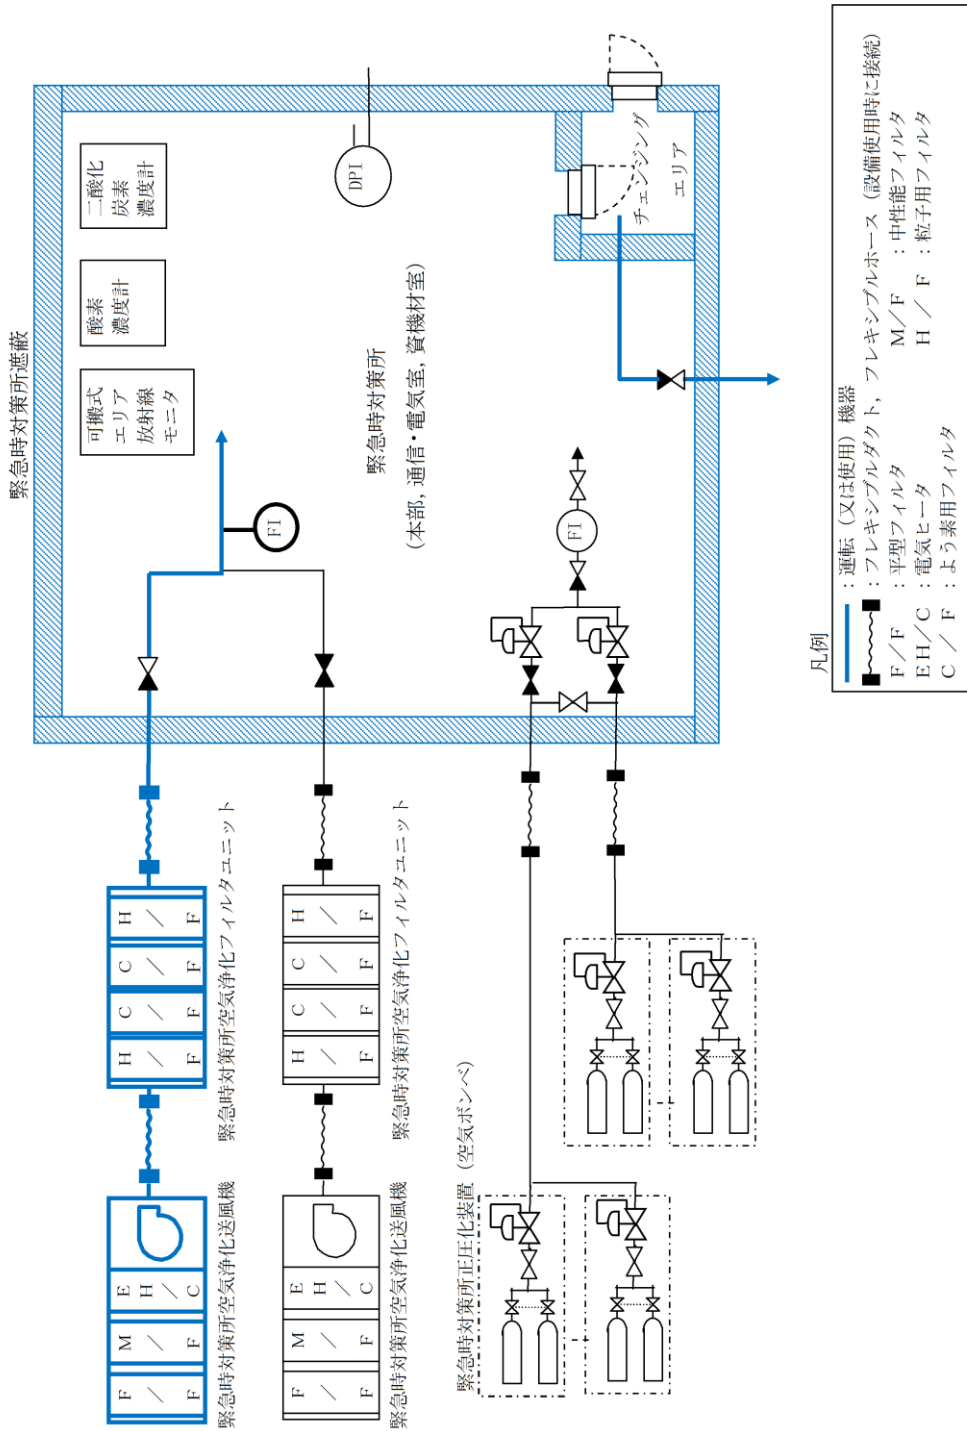 緊急時対策所遮蔽
可搬式
エリア
放射線
モニタ
酸素
濃度計
二酸化
炭素
濃度計
FI
DPI
緊急時対策所
(本部，通信・電気室，資機材室)
FI
チェンジング
エリア
F/F
M/F
EH/C
緊急時対策所空気浄化送風機
H/F
C/F
C/F
H/F
緊急時対策所空気浄化フィルタユニット
F/F
M/F
EH/C
緊急時対策所空気浄化送風機
H/F
C/F
C/F
H/F
緊急時対策所空気浄化フィルタユニット
緊急時対策所正圧化装置（空気ボンベ）
凡例
：運転（又は使用）機器
：フレキシブルダクト，フレキシブルホース（設備使用時に接続）
F／F ：平型フィルタ M/F ：中性能フィルタ
EH/C ：電気ヒータ H ／ F ：粒子用フィルタ
C ／ F ：よう素用フィルタ